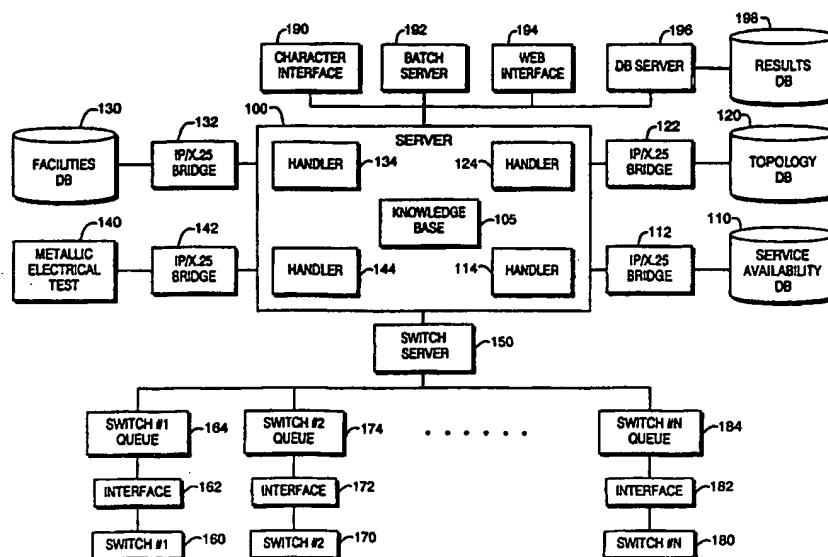 190
192
194
196
198
CHARACTER
INTERFACE
BATCH
SERVER
WEB
INTERFACE
DB SERVER
RESULTS
DB
130
132
100
SERVER
122
120
FACILITIES
DB
IP/X.25
BRIDGE
HANDLER
134
124
HANDLER
IP/X.25
BRIDGE
TOPOLOGY
DB
KNOWLEDGE
BASE
105
140
142
112
110
METALLIC
ELECTRICAL
TEST
IP/X.25
BRIDGE
HANDLER
144
114
HANDLER
IP/X.25
BRIDGE
SERVICE
AVAILABILITY
DB
SWITCH
SERVER
150
SWITCH #1
QUEUE
164
SWITCH #2
QUEUE
174
SWITCH #N
QUEUE
184
INTERFACE
162
INTERFACE
172
INTERFACE
182
SWITCH #1
160
SWITCH #2
170
SWITCH #N
180